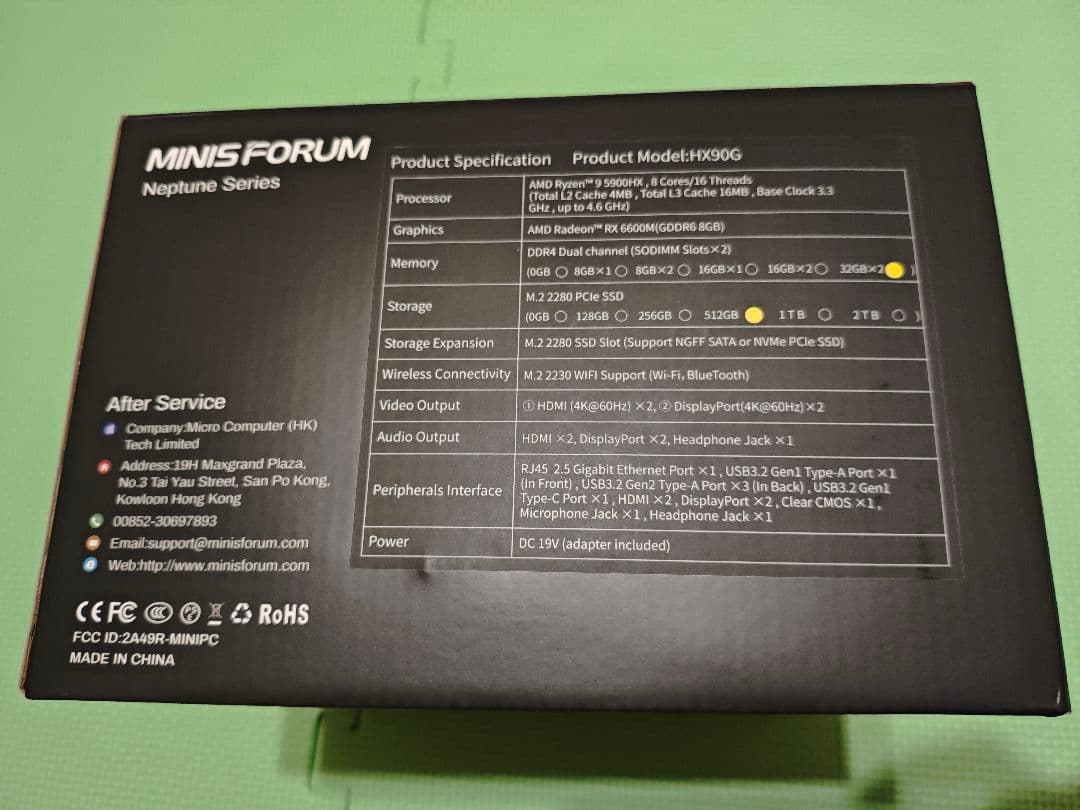 MINISFORUM
Neptune Series
Product Specification Product Model:HX90G
Processor
AMD Ryzen™ 9 5900HX , 8 Cores/16 Threads
(Total L2 Cache 4MB , Total L3 Cache 16MB , Base Clock 3.3
GHz , up to 4.6 GHz)
Graphics
AMD Radeon™ RX 6600M(GDDR6 8GB)
Memory
DDR4 Dual channel (SODIMM Slots×2)
(0GB ○ 8GB×1 ○ 8GB×2 ○ 16GB×1 ○ 16GB×2 ○ 32GB×2 )
Storage
M.2 2280 PCIe SSD
(0GB ○ 128GB ○ 256GB ○ 512GB 1TB ○ 2TB ○ )
Storage Expansion
M.2 2280 SSD Slot (Support NGFF SATA or NVMe PCIe SSD)
Wireless Connectivity
M.2 2230 WIFI Support (Wi-Fi, BlueTooth)
Video Output
① HDMI (4K@60Hz) ×2, ② DisplayPort(4K@60Hz)×2
Audio Output
HDMI ×2, DisplayPort ×2, Headphone Jack ×1
Peripherals Interface
RJ45 2.5 Gigabit Ethernet Port ×1 , USB3.2 Gen1 Type-A Port ×1
(In Front) , USB3.2 Gen2 Type-A Port ×3 (In Back) , USB3.2 Gen1
Type-C Port ×1 , HDMI ×2 , DisplayPort ×2 , Clear CMOS ×1 ,
Microphone Jack ×1 , Headphone Jack ×1
Power
DC 19V (adapter included)
After Service
Company:Micro Computer (HK)
Tech Limited
Address:19H Maxgrand Plaza,
No.3 Tai Yau Street, San Po Kong,
Kowloon Hong Kong
00852-30697893
Email:support@minisforum.com
Web:http://www.minisforum.com
CE FC CCC PSE RoHS
FCC ID:2A49R-MINIPC
MADE IN CHINA